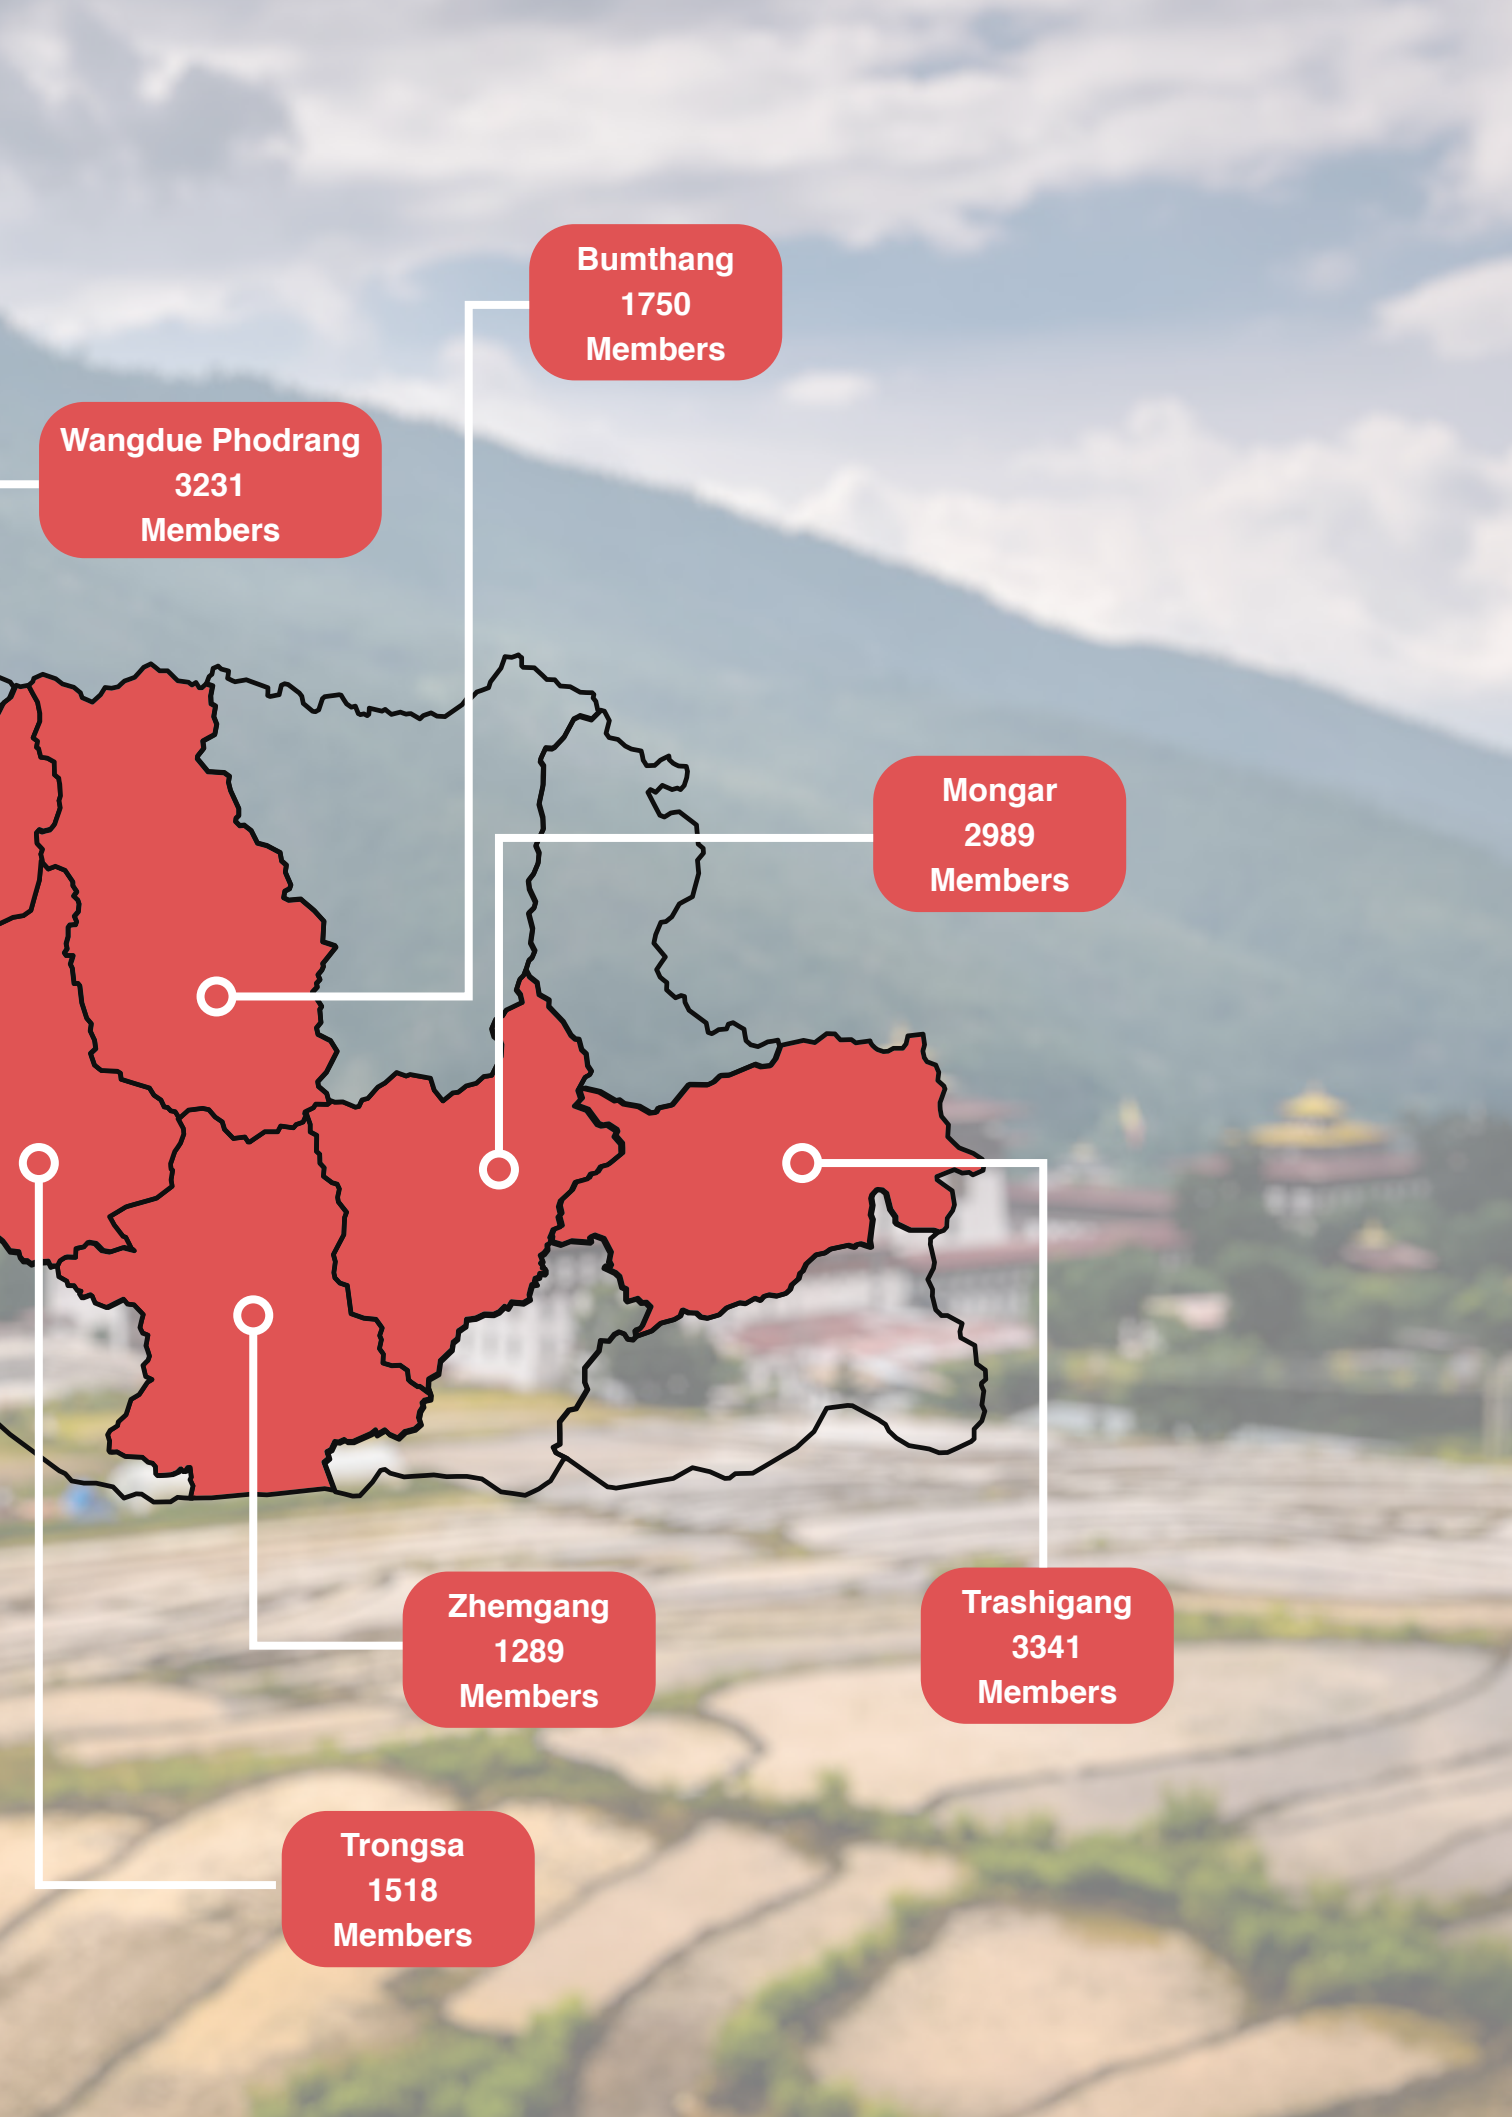 Bumthang
1750
Members
Wangdue Phodrang
3231
Members
Mongar
2989
Members
Zhemgang
1289
Members
Trashigang
3341
Members
Trongsa
1518
Members